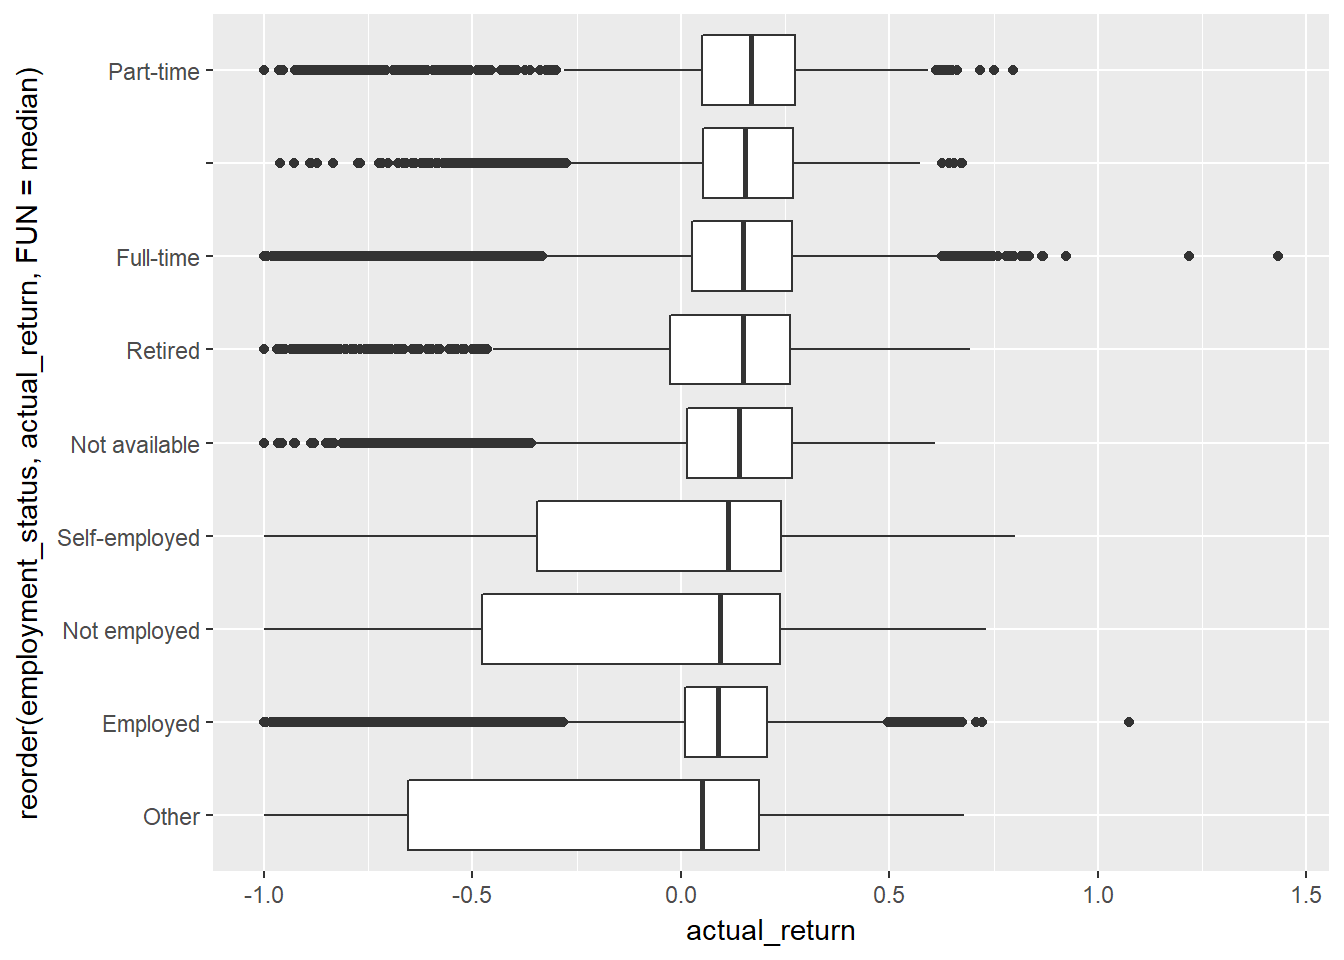 reorder(employment_status, actual_return, FUN = median)
Part-time
Full-time
Retired
Not available
Self-employed
Not employed
Employed
Other
-1.0 -0.5 0.0 0.5 1.0 1.5
actual_return